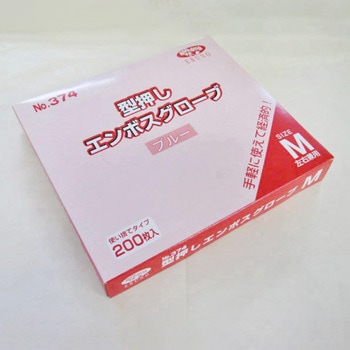 No.374
型押し
エンボスグローブ
ブルー
手軽に使えて経済的!
SIZE
M
左右兼用
使い捨てタイプ
200枚入
型押しエンボスグローブ M